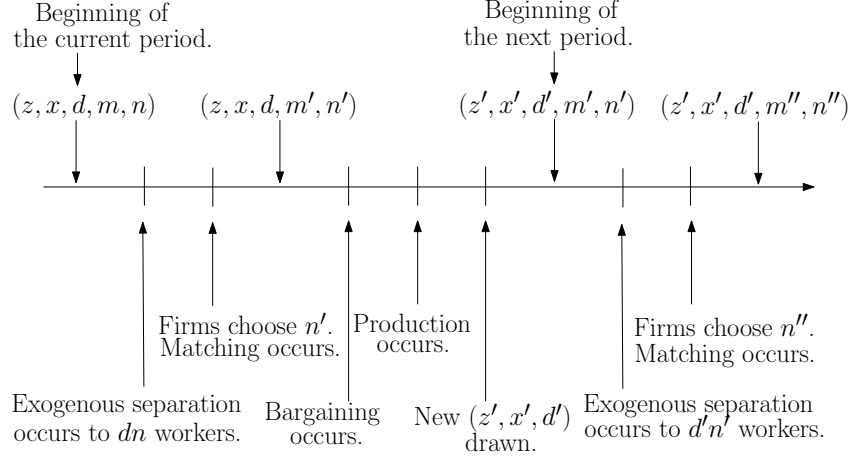 Beginning of
the current period.
Beginning of
the next period.
(z, x, d, m, n)
(z, x, d, m′, n′)
(z′, x′, d′, m′, n′)
(z′, x′, d′, m″, n″)
Firms choose n′.
Matching occurs.
Production
occurs.
Firms choose n″.
Matching occurs.
Exogenous separation
occurs to dn workers.
Bargaining
occurs.
New (z′, x′, d′)
drawn.
Exogenous separation
occurs to d′n′ workers.